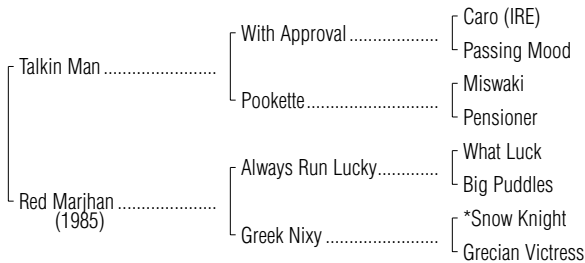 Caro (IRE)
With Approval ....................
Passing Mood
Talkin Man .........................
Miswaki
Pookette.............................
Pensioner
What Luck
Always Run Lucky.............
Big Puddles
Red Marjhan ......................
(1985)
*Snow Knight
Greek Nixy .........................
Grecian Victress